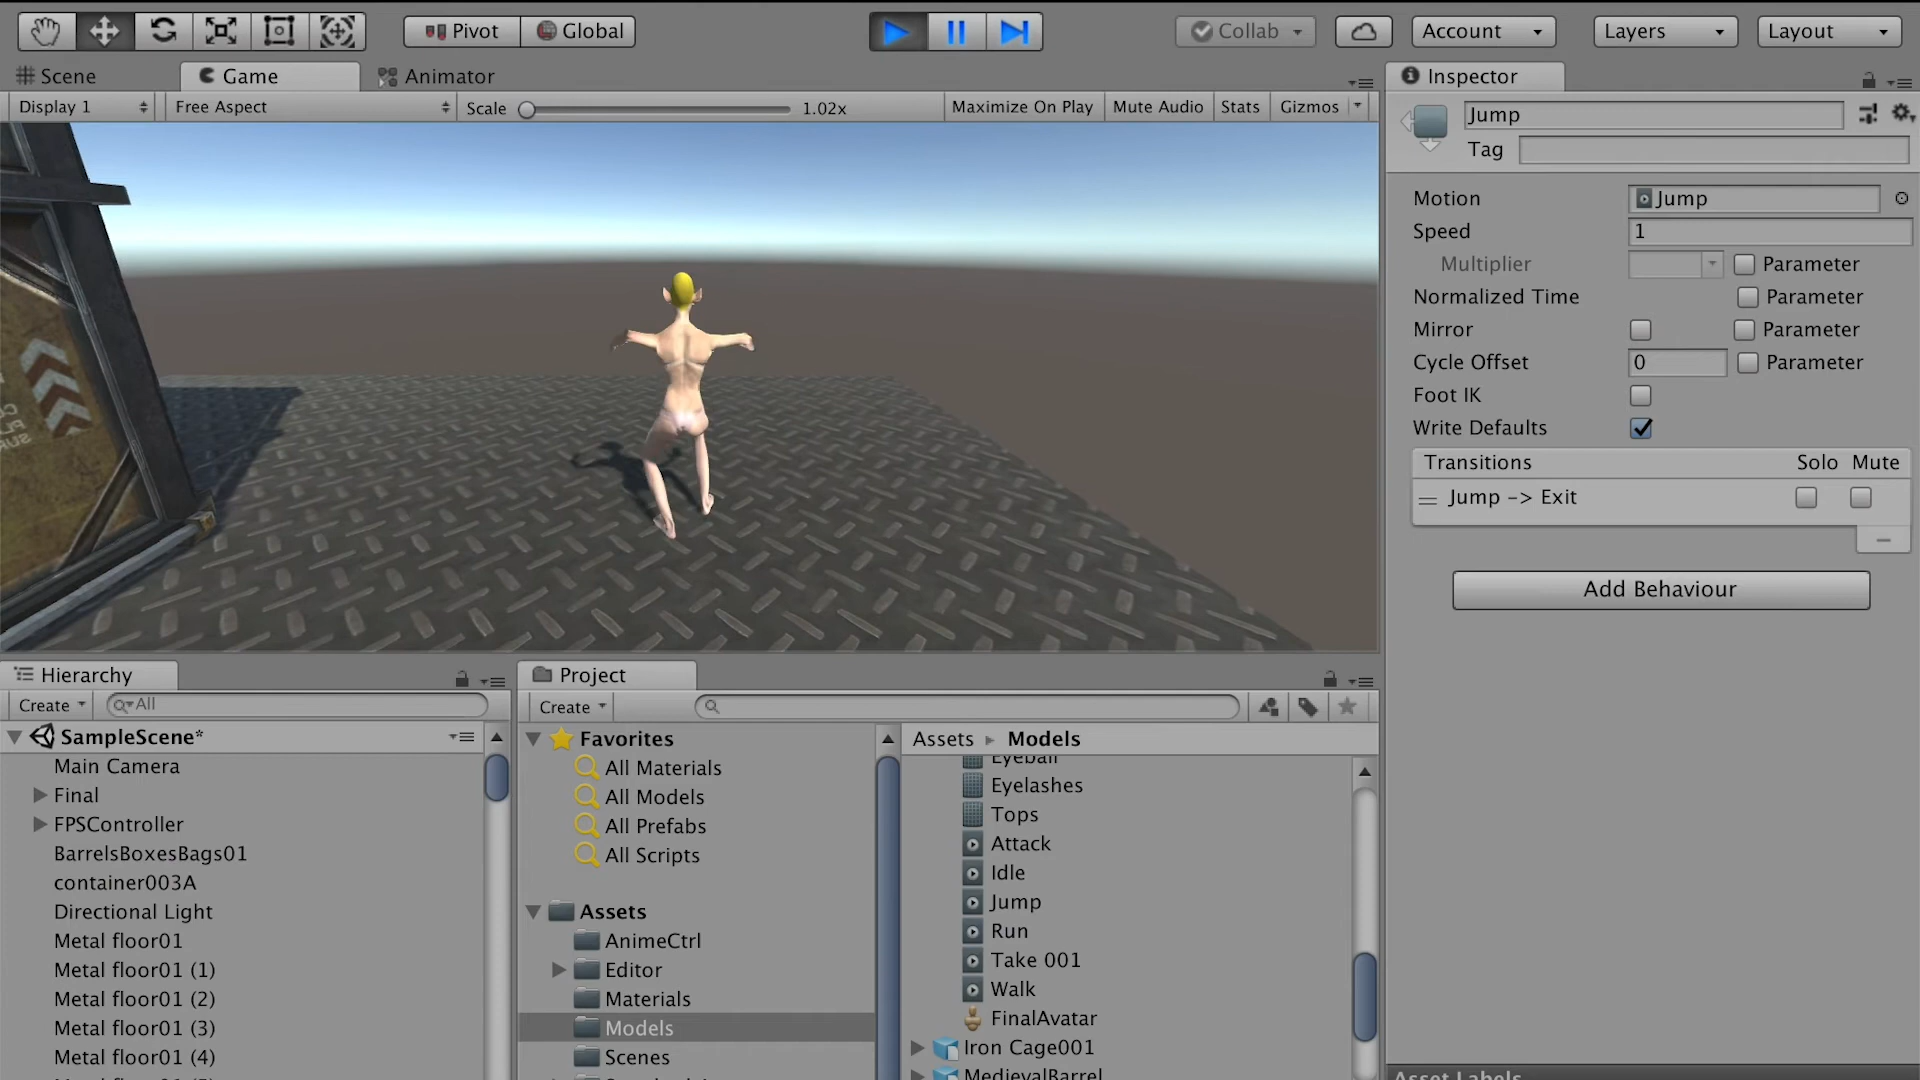 Pivot
Global
Collab
Account
Layers
Layout
Scene
Game
Animator
Inspector
Display 1
Free Aspect
Scale
1.02x
Maximize On Play
Mute Audio
Stats
Gizmos
Jump
Tag
Motion
Jump
Speed
1
Multiplier
Parameter
Normalized Time
Parameter
Mirror
Parameter
Cycle Offset
0
Parameter
Foot IK
Write Defaults
Transitions
Solo
Mute
Jump -> Exit
Add Behaviour
Hierarchy
Create
All
SampleScene*
Main Camera
Final
FPSController
BarrelsBoxesBags01
container003A
Directional Light
Metal floor01
Metal floor01 (1)
Metal floor01 (2)
Metal floor01 (3)
Metal floor01 (4)
Project
Create
Favorites
All Materials
All Models
All Prefabs
All Scripts
Assets
AnimeCtrl
Editor
Materials
Models
Scenes
Assets
Models
Eyeball
Eyelashes
Tops
Attack
Idle
Jump
Run
Take 001
Walk
FinalAvatar
Iron Cage001
MedievalBarrel
Asset Labels